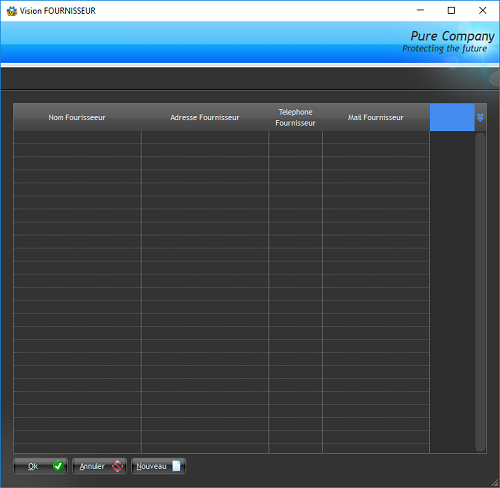 Vision FOURNISSEUR
Pure Company
Protecting the future
Nom Fourisseeur
Adresse Fournisseur
Telephone
Fournisseur
Mail Fournisseur
Ok
Annuler
Nouveau